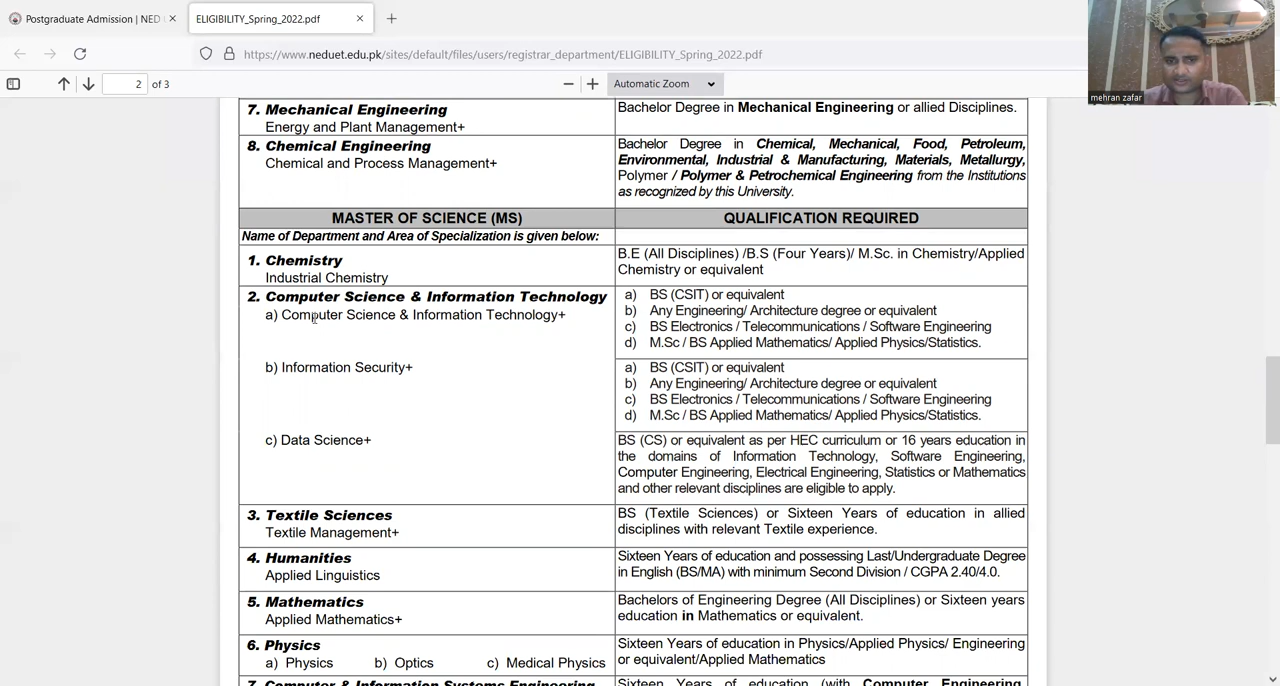 Postgraduate Admission | NED
ELIGIBILITY_Spring_2022.pdf
https://www.neduet.edu.pk/sites/default/files/users/registrar_department/ELIGIBILITY_Spring_2022.pdf
2 of 3
Automatic Zoom
mehran zafar
7. Mechanical Engineering
Energy and Plant Management+
Bachelor Degree in Mechanical Engineering or allied Disciplines.
8. Chemical Engineering
Chemical and Process Management+
Bachelor Degree in Chemical, Mechanical, Food, Petroleum,
Environmental, Industrial & Manufacturing, Materials, Metallurgy,
Polymer / Polymer & Petrochemical Engineering from the Institutions
as recognized by this University.
MASTER OF SCIENCE (MS)
QUALIFICATION REQUIRED
Name of Department and Area of Specialization is given below:
1. Chemistry
Industrial Chemistry
B.E (All Disciplines) /B.S (Four Years)/ M.Sc. in Chemistry/Applied
Chemistry or equivalent
2. Computer Science & Information Technology
a) Computer Science & Information Technology+
a) BS (CSIT) or equivalent
b) Any Engineering/ Architecture degree or equivalent
c) BS Electronics / Telecommunications / Software Engineering
d) M.Sc / BS Applied Mathematics/ Applied Physics/Statistics.
b) Information Security+
a) BS (CSIT) or equivalent
b) Any Engineering/ Architecture degree or equivalent
c) BS Electronics / Telecommunications / Software Engineering
d) M.Sc / BS Applied Mathematics/ Applied Physics/Statistics.
c) Data Science+
BS (CS) or equivalent as per HEC curriculum or 16 years education in
the domains of Information Technology, Software Engineering,
Computer Engineering, Electrical Engineering, Statistics or Mathematics
and other relevant disciplines are eligible to apply.
3. Textile Sciences
Textile Management+
BS (Textile Sciences) or Sixteen Years of education in allied
disciplines with relevant Textile experience.
4. Humanities
Applied Linguistics
Sixteen Years of education and possessing Last/Undergraduate Degree
in English (BS/MA) with minimum Second Division / CGPA 2.40/4.0.
5. Mathematics
Applied Mathematics+
Bachelors of Engineering Degree (All Disciplines) or Sixteen years
education in Mathematics or equivalent.
6. Physics
a) Physics b) Optics c) Medical Physics
Sixteen Years of education in Physics/Applied Physics/ Engineering
or equivalent/Applied Mathematics
7. Computer & Information Systems Engineering
Sixteen Years of education (with Computer Engineering,